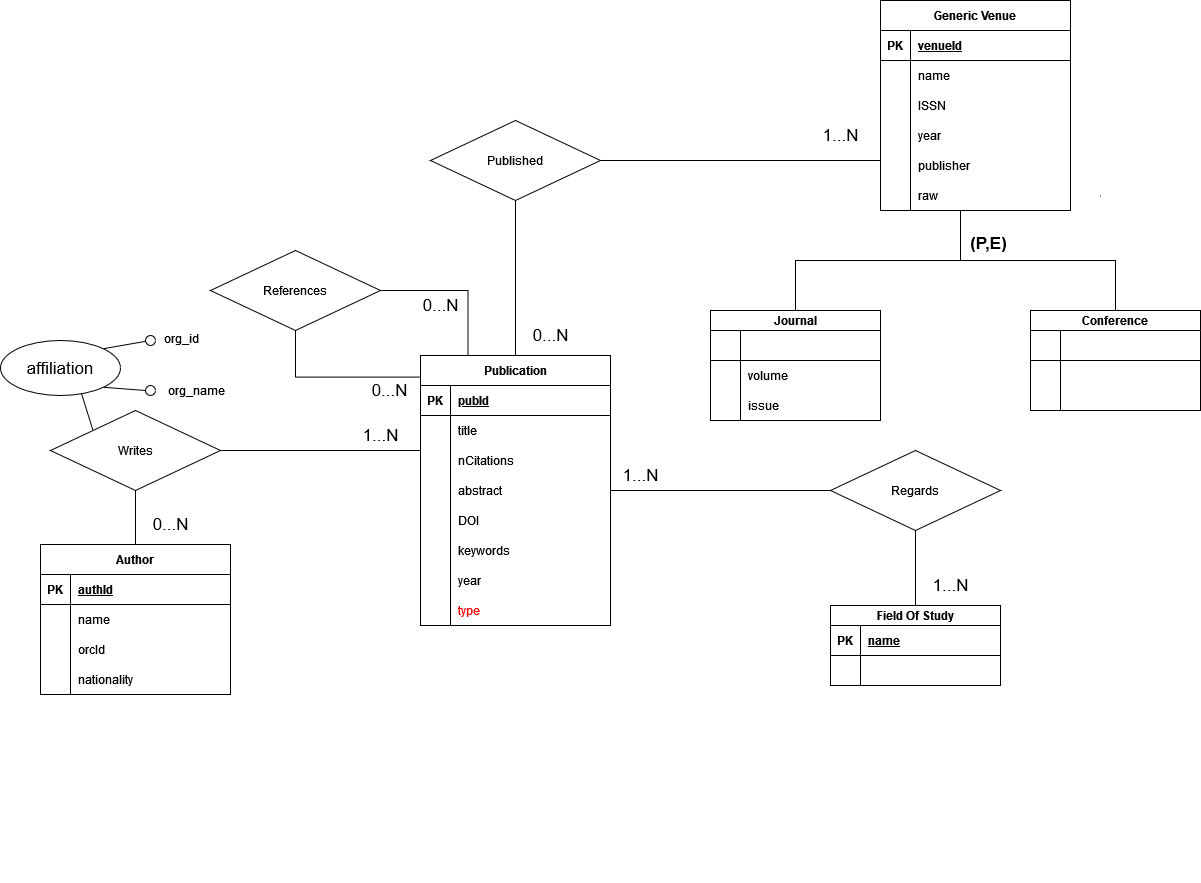 Generic Venue
PK venueId
name
ISSN
year
publisher
raw
Published
1...N
(P,E)
References
0...N
0...N
0...N
Journal
volume
issue
Conference
affiliation
org_id
org_name
Writes
1...N
0...N
Publication
PK pubId
title
nCitations
abstract
DOI
keywords
year
type
1...N
Regards
1...N
Author
PK authId
name
orcId
nationality
Field Of Study
PK name